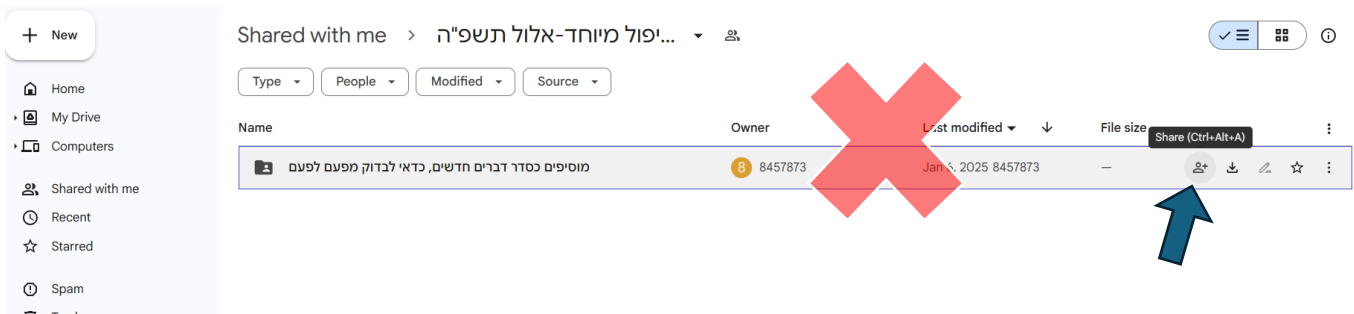 New
Home
My Drive
Computers
Shared with me
Recent
Starred
Spam
Shared with me > יפול מיוחד-אלול תשפ"ה...
Type People Modified Source
Name Owner Last modified File size
Share (Ctrl+Alt+A)
מוסיפים כסדר דברים חדשים, כדאי לבדוק מפעם לפעם 8 8457873 Jan 2025 8457873 —